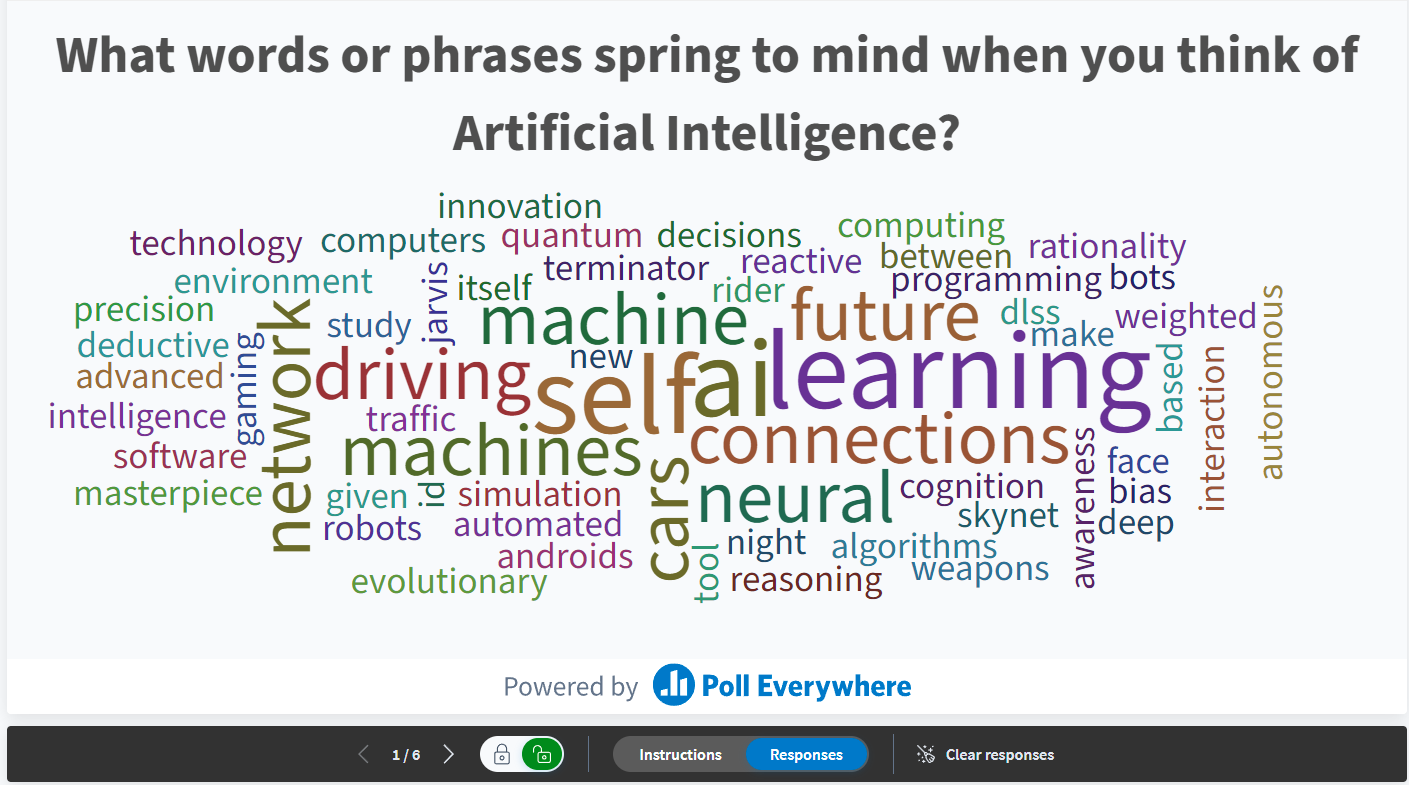 What words or phrases spring to mind when you think of
Artificial Intelligence?
innovation
technology
computers
quantum
decisions
computing
rationality
environment
jarvis
itself
terminator
reactive
between
programming
bots
precision
network
study
machine
rider
future
dlss
make
weighted
autonomous
deductive
gaming
driving
new
self
ai
learning
based
interaction
advanced
intelligence
traffic
software
machines
cars
connections
awareness
face
masterpiece
given
id
simulation
neural
cognition
bias
robots
automated
skynet
deep
androids
tool
night
algorithms
evolutionary
reasoning
weapons
Powered by Poll Everywhere
1 / 6
Instructions
Responses
Clear responses